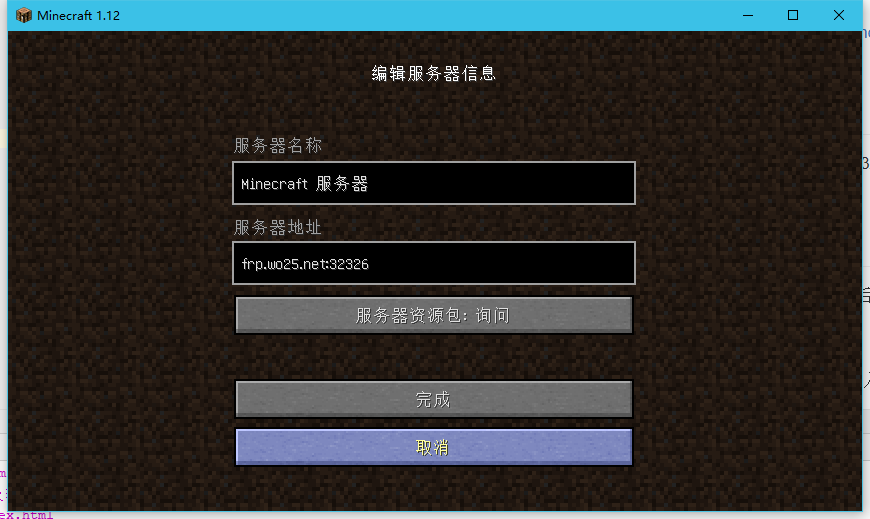 Minecraft 1.12
编辑服务器信息
服务器名称
Minecraft 服务器
服务器地址
frp.wo25.net:32326
服务器资源包: 询问
完成
取消
ex.html